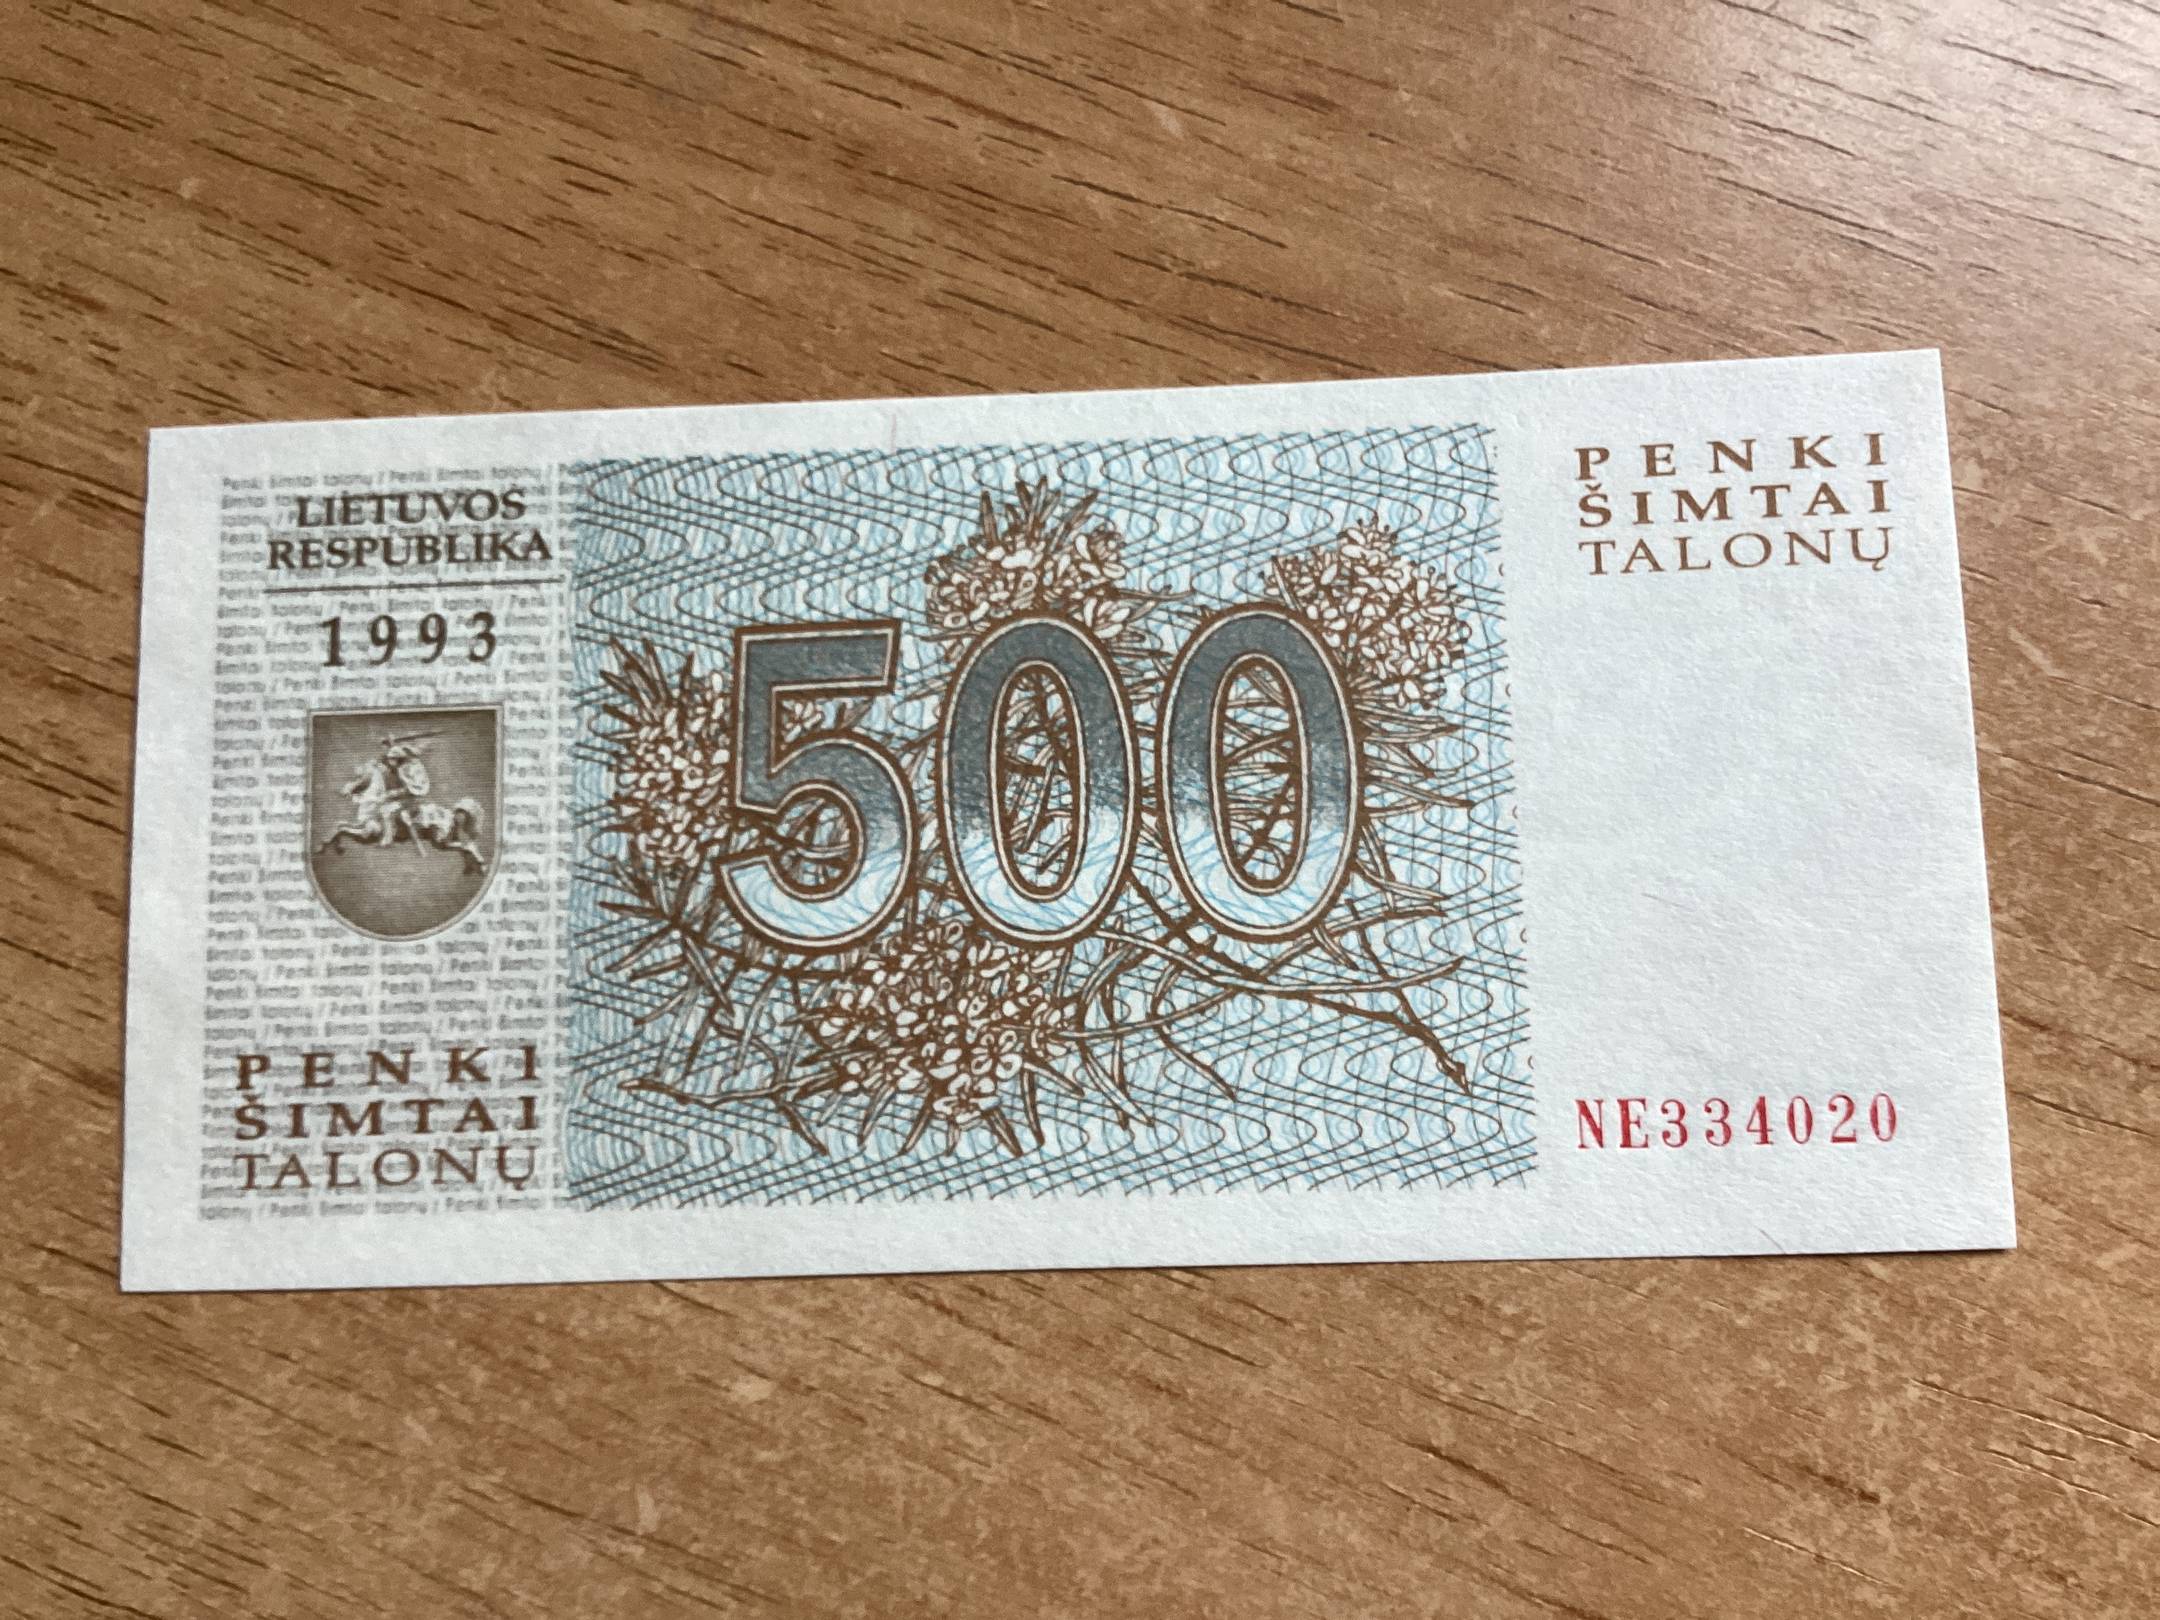 LIETUVOS
RESPUBLIKA
1993
PENKI
ŠIMTAI
TALONŲ
500
PENKI
ŠIMTAI
TALONŲ
NE334020